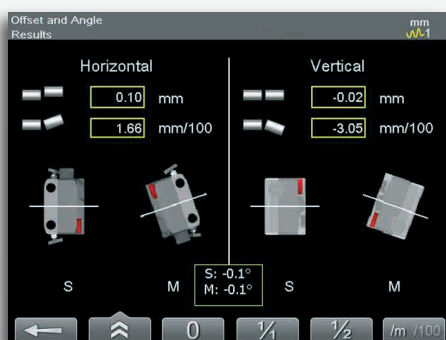 Offset and Angle
Results
mm
1
Horizontal
0.10 mm
1.66 mm/100
Vertical
-0.02 mm
-3.05 mm/100
S
M
S: -0.1°
M: -0.1°
S
M
0
1/1
1/2
/m /100